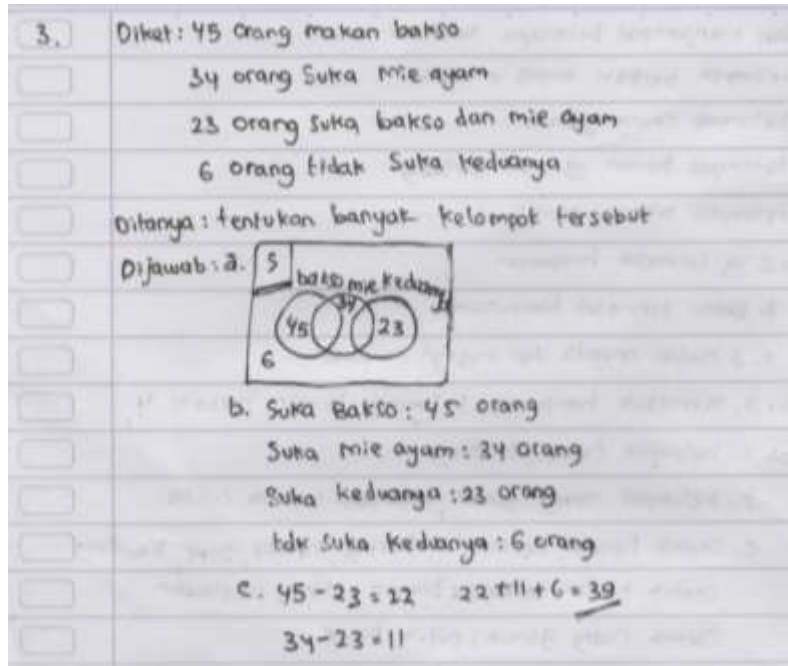 3. Diket : 45 orang makan bakso
34 orang Suka mie ayam
23 orang suka bakso dan mie ayam
6 orang tidak Suka keduanya
Ditanya : tentukan banyak kelompok tersebut
Dijawab : a. S
bakso mie keduanya
34
45 23
6
b. Suka Bakso : 45 orang
Suka mie ayam : 34 orang
Suka keduanya : 23 orang
tdk suka keduanya : 6 orang
c. 45 - 23 = 22 22 + 11 + 6 = 39
34 - 23 = 11